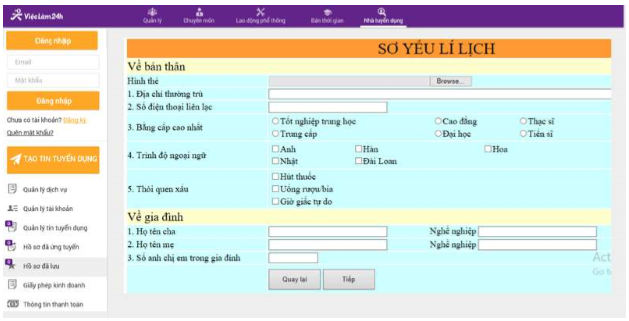 ViecLam24h
Quản lý Chuyên môn Lao động phổ thông Bán thời gian Nhà tuyển dụng
Đăng nhập
Email
Mật khẩu
Đăng nhập
Chưa có tài khoản? Đăng ký
Quên mật khẩu?
TẠO TIN TUYỂN DỤNG
Quản lý dịch vụ
Quản lý tài khoản
Quản lý tin tuyển dụng
Hồ sơ đã ứng tuyển
Hồ sơ đã lưu
Giấy phép kinh doanh
Thông tin thanh toán
SƠ YẾU LÍ LỊCH
Về bản thân
Hình thẻ Browse...
1. Địa chỉ thường trú
2. Số điện thoại liên lạc
3. Bằng cấp cao nhất
Tốt nghiệp trung học Cao đẳng Thạc sĩ
Trung cấp Đại học Tiến sĩ
4. Trình độ ngoại ngữ
Anh Hàn Hoa
Nhật Đài Loan
5. Thói quen xấu
Hút thuốc
Uống rượu/bia
Giờ giấc tự do
Về gia đình
1. Họ tên cha Nghề nghiệp
2. Họ tên mẹ Nghề nghiệp
3. Số anh chị em trong gia đình
Quay lại Tiếp
Act
Go t